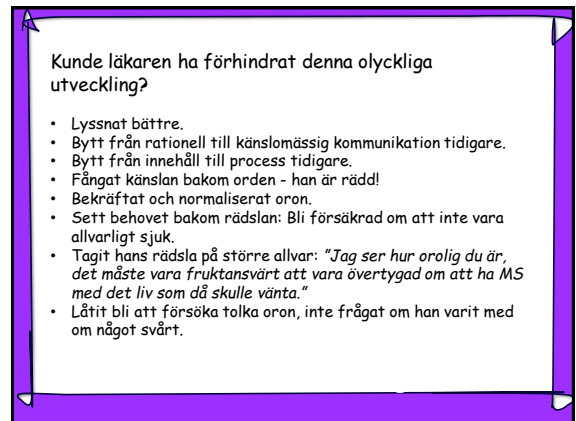 Kunde läkaren ha förhindrat denna olyckliga
utveckling?
• Lyssnat bättre.
• Bytt från rationell till känslomässig kommunikation tidigare.
• Bytt från innehåll till process tidigare.
• Fångat känslan bakom orden - han är rädd!
• Bekräftat och normaliserat oron.
• Sett behovet bakom rädslan: Bli försäkrad om att inte vara
allvarligt sjuk.
• Tagit hans rädsla på större allvar: ”Jag ser hur orolig du är,
det måste vara fruktansvärt att vara övertygad om att ha MS
med det liv som då skulle vänta.”
• Låtit bli att försöka tolka oron, inte frågat om han varit med
om något svårt.